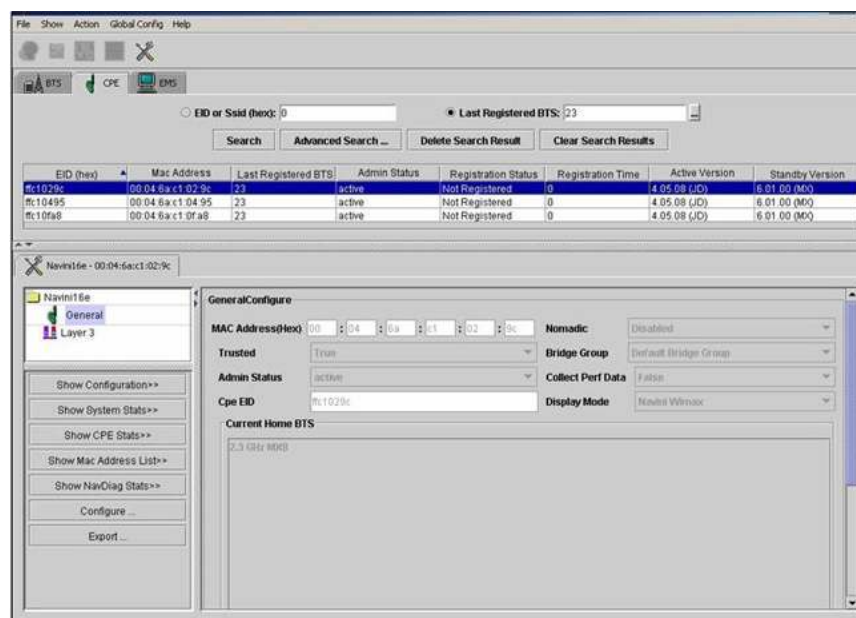 File Show Action Global Config Help
BTS CPE EMS
EID or Ssid (hex): 0 Last Registered BTS: 23 ...
Search Advanced Search ... Delete Search Result Clear Search Results
EID (hex) Mac Address Last Registered BTS Admin Status Registration Status Registration Time Active Version Standby Version
ffc1029c 00:04:6a:c1:02:9c 23 active Not Registered 0 4.05.08 (JD) 6.01.00 (MX)
ffc10495 00:04:6a:c1:04:95 23 active Not Registered 0 4.05.08 (JD) 6.01.00 (MX)
ffc10fa8 00:04:6a:c1:0f:a8 23 active Not Registered 0 4.05.08 (JD) 6.01.00 (MX)
Navini16e - 00:04:6a:c1:02:9c
Navini16e
General
Layer 3
Show Configuration>>
Show System Stats>>
Show CPE Stats>>
Show Mac Address List>>
Show NavDiag Stats>>
Configure ...
Export ...
GeneralConfigure
MAC Address(Hex) 00 : 04 : 6a : c1 : 02 : 9c Nomadic Disabled
Trusted True Bridge Group Default Bridge Group
Admin Status active Collect Perf Data False
Cpe EID ffc1029c Display Mode Navini Wimax
Current Home BTS
2.3 GHz MXB